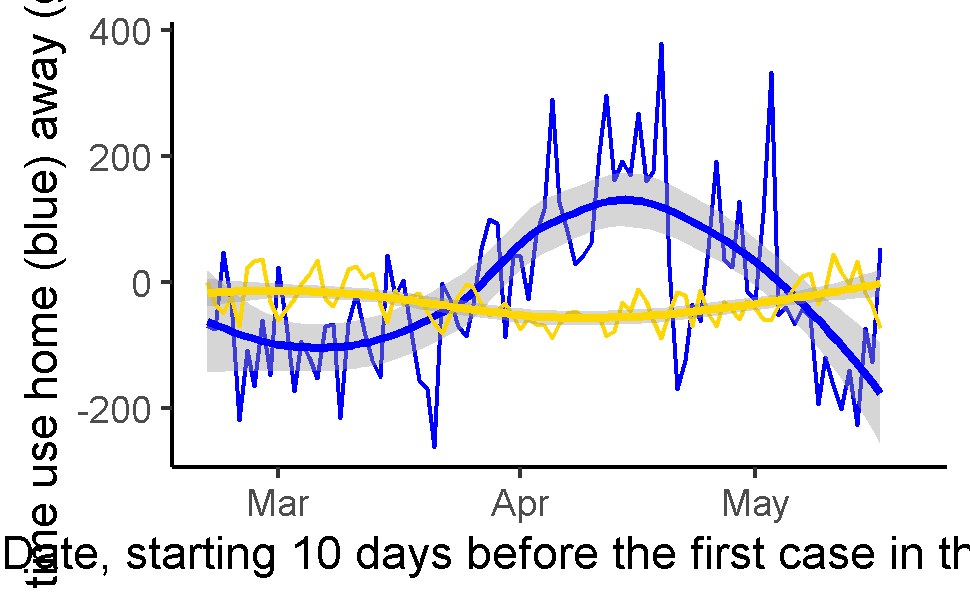 time use home (blue) away (
400
200
0
-200
Mar Apr May
Date, starting 10 days before the first case in th